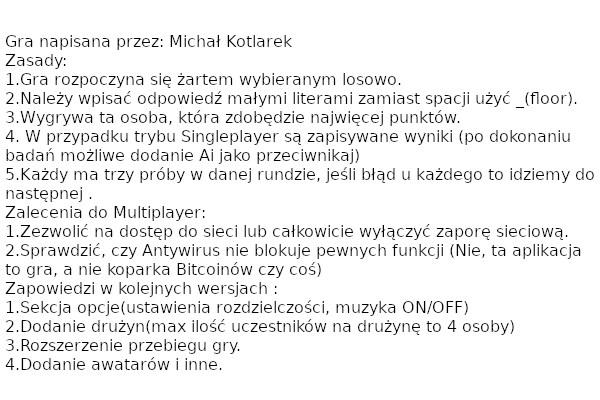 Gra napisana przez: Michał Kotlarek
Zasady:
1.Gra rozpoczyna się żartem wybieranym losowo.
2.Należy wpisać odpowiedź małymi literami zamiast spacji użyć _(floor).
3.Wygrywa ta osoba, która zdobędzie najwięcej punktów.
4. W przypadku trybu Singleplayer są zapisywane wyniki (po dokonaniu
badań możliwe dodanie Ai jako przeciwnikaj)
5.Każdy ma trzy próby w danej rundzie, jeśli błąd u każdego to idziemy do
następnej .
Zalecenia do Multiplayer:
1.Zezwolić na dostęp do sieci lub całkowicie wyłączyć zaporę sieciową.
2.Sprawdzić, czy Antywirus nie blokuje pewnych funkcji (Nie, ta aplikacja
to gra, a nie koparka Bitcoinów czy coś)
Zapowiedzi w kolejnych wersjach :
1.Sekcja opcje(ustawienia rozdzielczości, muzyka ON/OFF)
2.Dodanie drużyn(max ilość uczestników na drużynę to 4 osoby)
3.Rozszerzenie przebiegu gry.
4.Dodanie awatarów i inne.